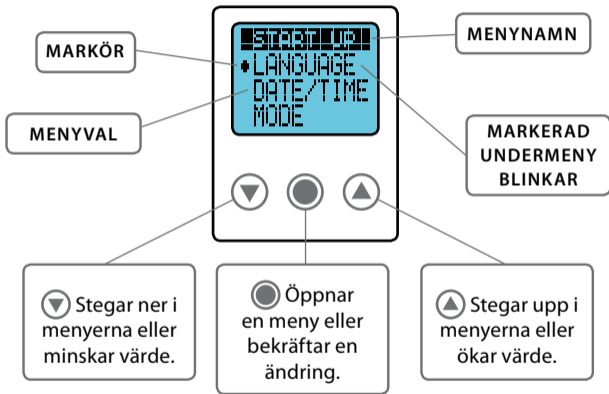 MARKÖR
START UP
MENYNAMN
LANGUAGE
DATE/TIME
MODE
MENYVAL
MARKERAD
UNDERMENY
BLINKAR
Stegar ner i
menyerna eller
minskar värde.
Öppnar
en meny eller
bekräftar en
ändring.
Stegar upp i
menyerna eller
ökar värde.